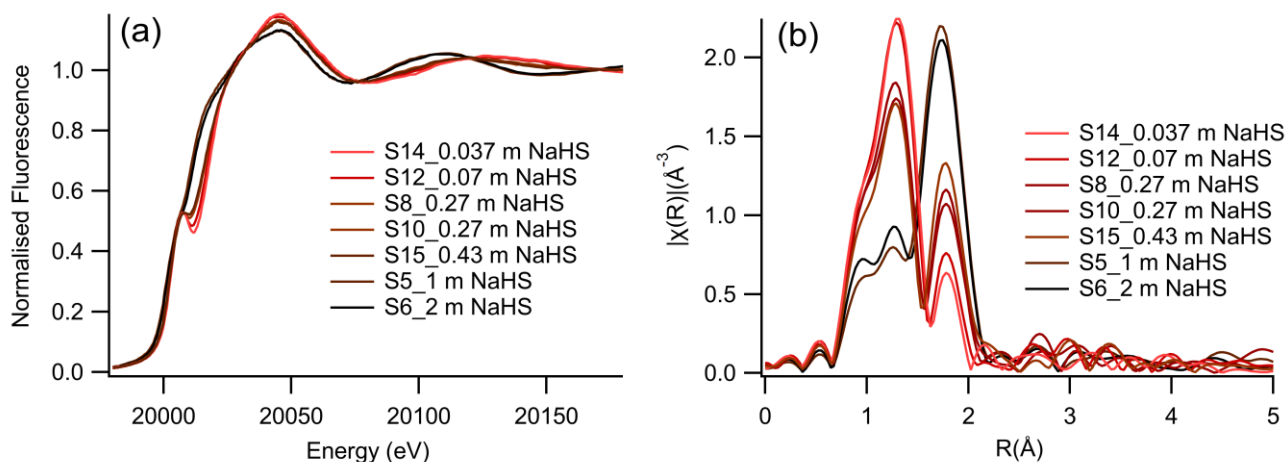 (a)
Normalised Fluorescence
1.0
0.8
0.6
0.4
0.2
0.0
S14_0.037 m NaHS
S12_0.07 m NaHS
S8_0.27 m NaHS
S10_0.27 m NaHS
S15_0.43 m NaHS
S5_1 m NaHS
S6_2 m NaHS
20000 20050 20100 20150
Energy (eV)
(b)
|χ(R)|(Å⁻³)
2.0
1.5
1.0
0.5
0.0
S14_0.037 m NaHS
S12_0.07 m NaHS
S8_0.27 m NaHS
S10_0.27 m NaHS
S15_0.43 m NaHS
S5_1 m NaHS
S6_2 m NaHS
0 1 2 3 4 5
R(Å)